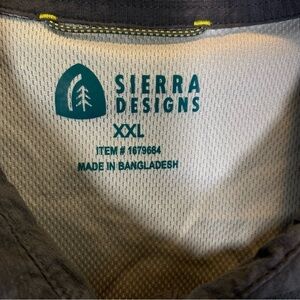 SIERRA
DESIGNS
XXL
ITEM # 1679684
MADE IN BANGLADESH